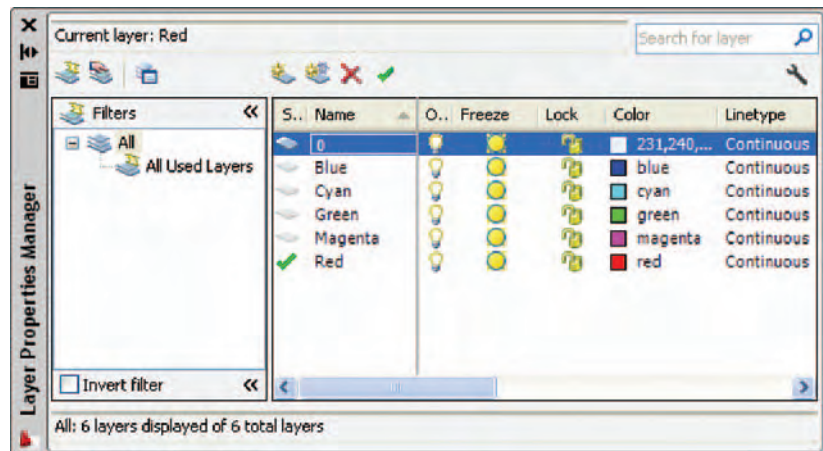 Current layer: Red
Search for layer
Filters
All
All Used Layers
Invert filter
S.. Name O.. Freeze Lock Color Linetype
0 231,240,... Continuous
Blue blue Continuous
Cyan cyan Continuous
Green green Continuous
Magenta magenta Continuous
Red red Continuous
All: 6 layers displayed of 6 total layers
Layer Properties Manager